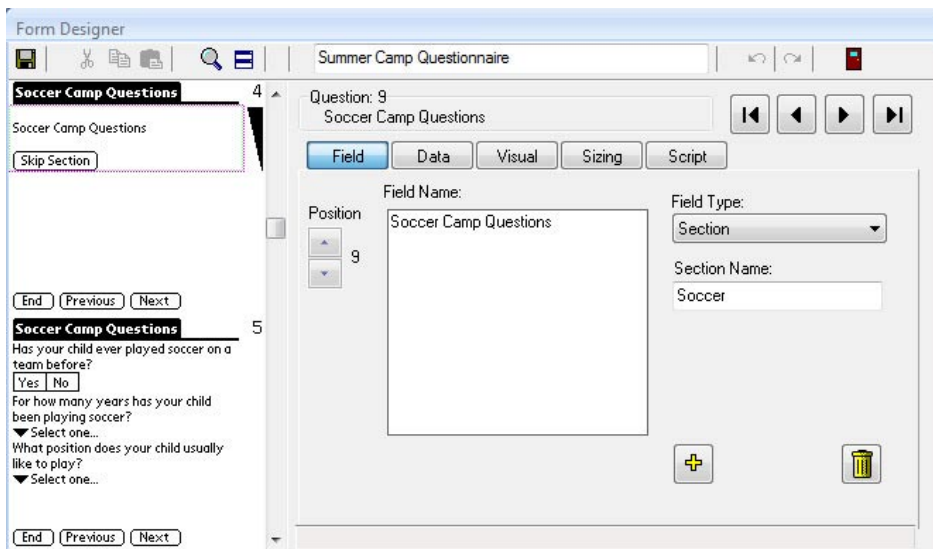 Form Designer
Summer Camp Questionnaire
Soccer Camp Questions 4
Soccer Camp Questions
Skip Section
End Previous Next
Soccer Camp Questions 5
Has your child ever played soccer on a
team before?
Yes No
For how many years has your child
been playing soccer?
Select one...
What position does your child usually
like to play?
Select one...
End Previous Next
Question: 9
Soccer Camp Questions
Field Data Visual Sizing Script
Position
9
Field Name:
Soccer Camp Questions
Field Type:
Section
Section Name:
Soccer